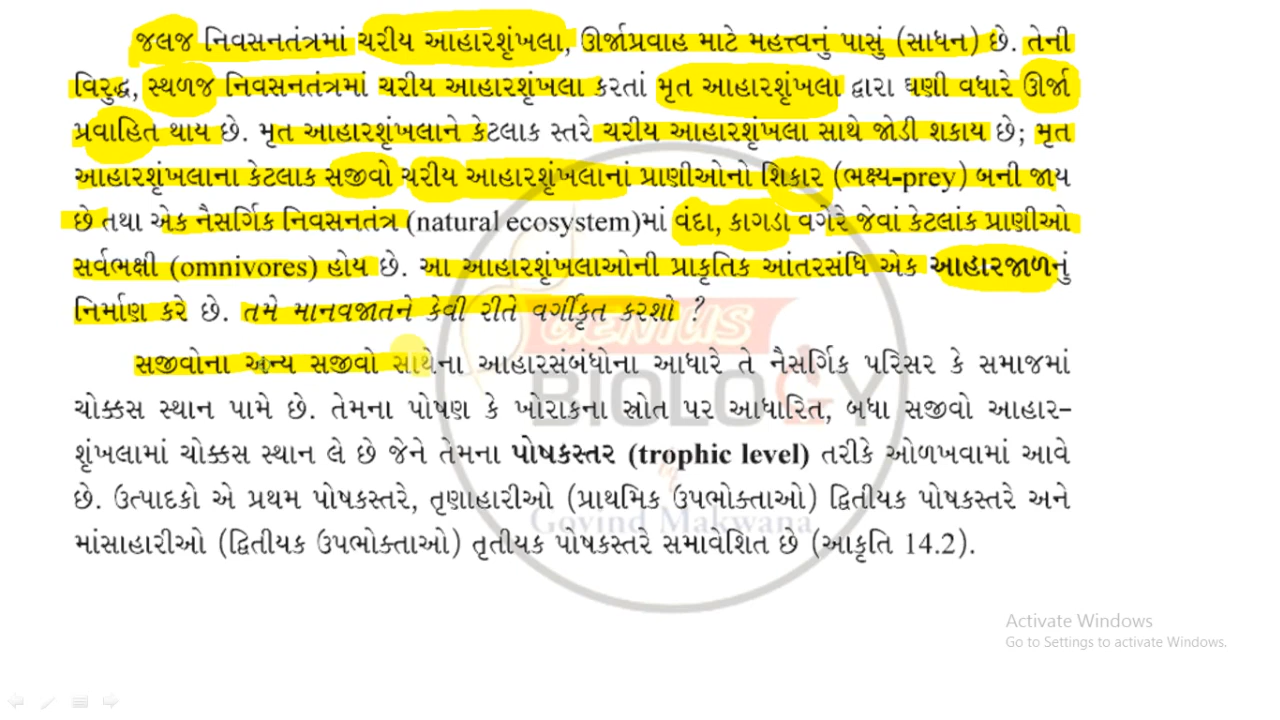 જલજ નિવસનતંત્રમાં ચરીય આહારશૃંખલા, ઊર્જાપ્રવાહ માટે મહત્ત્વનું પાસું (સાધન) છે. તેની
વિરુદ્ધ, સ્થળજ નિવસનતંત્રમાં ચરીય આહારશૃંખલા કરતાં મૃત આહારશૃંખલા દ્વારા ઘણી વધારે ઊર્જા
પ્રવાહિત થાય છે. મૃત આહારશૃંખલાને કેટલાક સ્તરે ચરીય આહારશૃંખલા સાથે જોડી શકાય છે; મૃત
આહારશૃંખલાના કેટલાક સજીવો ચરીય આહારશૃંખલાનાં પ્રાણીઓનો શિકાર (ભક્ષ્ય-prey) બની જાય
છે તથા એક નૈસર્ગિક નિવસનતંત્ર (natural ecosystem)માં વંદા, કાગડા વગેરે જેવાં કેટલાંક પ્રાણીઓ
સર્વભક્ષી (omnivores) હોય છે. આ આહારશૃંખલાઓની પ્રાકૃતિક આંતરસંધિ એક આહારજાળનું
નિર્માણ કરે છે. તમે માનવજાતને કેવી રીતે વર્ગીકૃત કરશો ?
સજીવોના અન્ય સજીવો સાથેના આહારસંબંધોના આધારે તે નૈસર્ગિક પરિસર કે સમાજમાં
ચોક્કસ સ્થાન પામે છે. તેમના પોષણ કે ખોરાકના સ્રોત પર આધારિત, બધા સજીવો આહાર-
શૃંખલામાં ચોક્કસ સ્થાન લે છે જેને તેમના પોષકસ્તર (trophic level) તરીકે ઓળખવામાં આવે
છે. ઉત્પાદકો એ પ્રથમ પોષકસ્તરે, તૃણાહારીઓ (પ્રાથમિક ઉપભોક્તાઓ) દ્વિતીયક પોષકસ્તરે અને
માંસાહારીઓ (દ્વિતીયક ઉપભોક્તાઓ) તૃતીયક પોષકસ્તરે સમાવેશિત છે (આકૃતિ 14.2).
GENIUS
BIOLOGY
by
Govind Makwana
Activate Windows
Go to Settings to activate Windows.